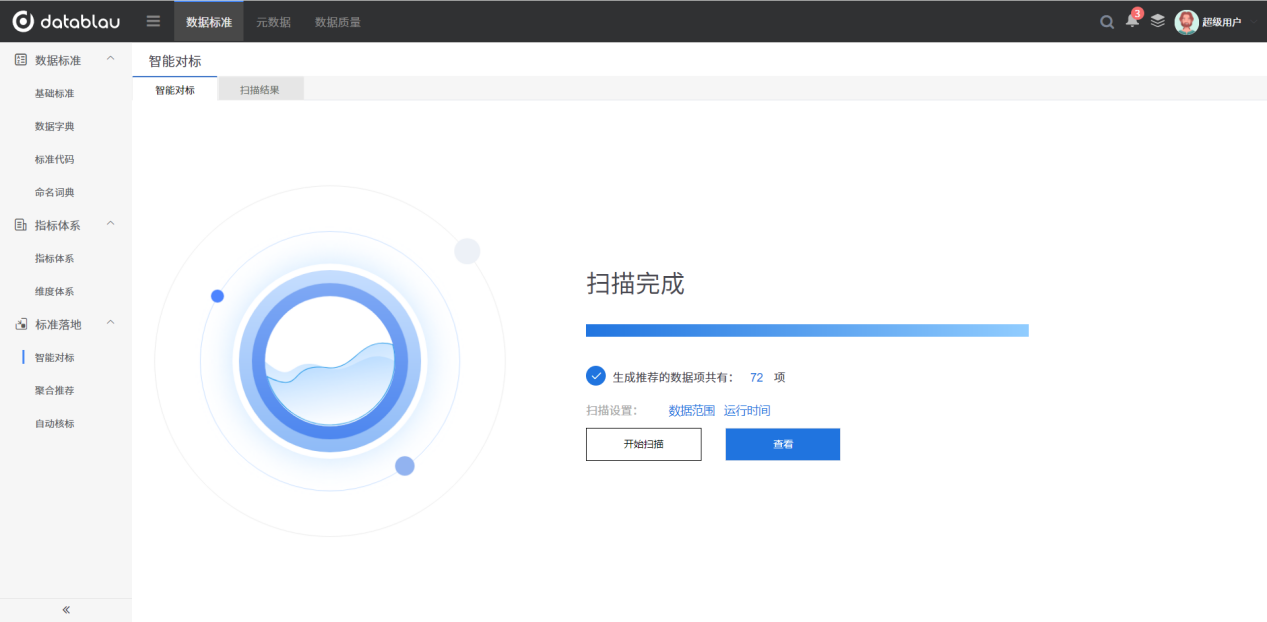 datablau 数据标准 元数据 数据质量 3 超级用户
数据标准
基础标准
数据字典
标准代码
命名词典
指标体系
指标体系
维度体系
标准落地
智能对标
聚合推荐
自动核标
智能对标
智能对标 扫描结果
扫描完成
生成推荐的数据项共有: 72 项
扫描设置: 数据范围 运行时间
开始扫描 查看